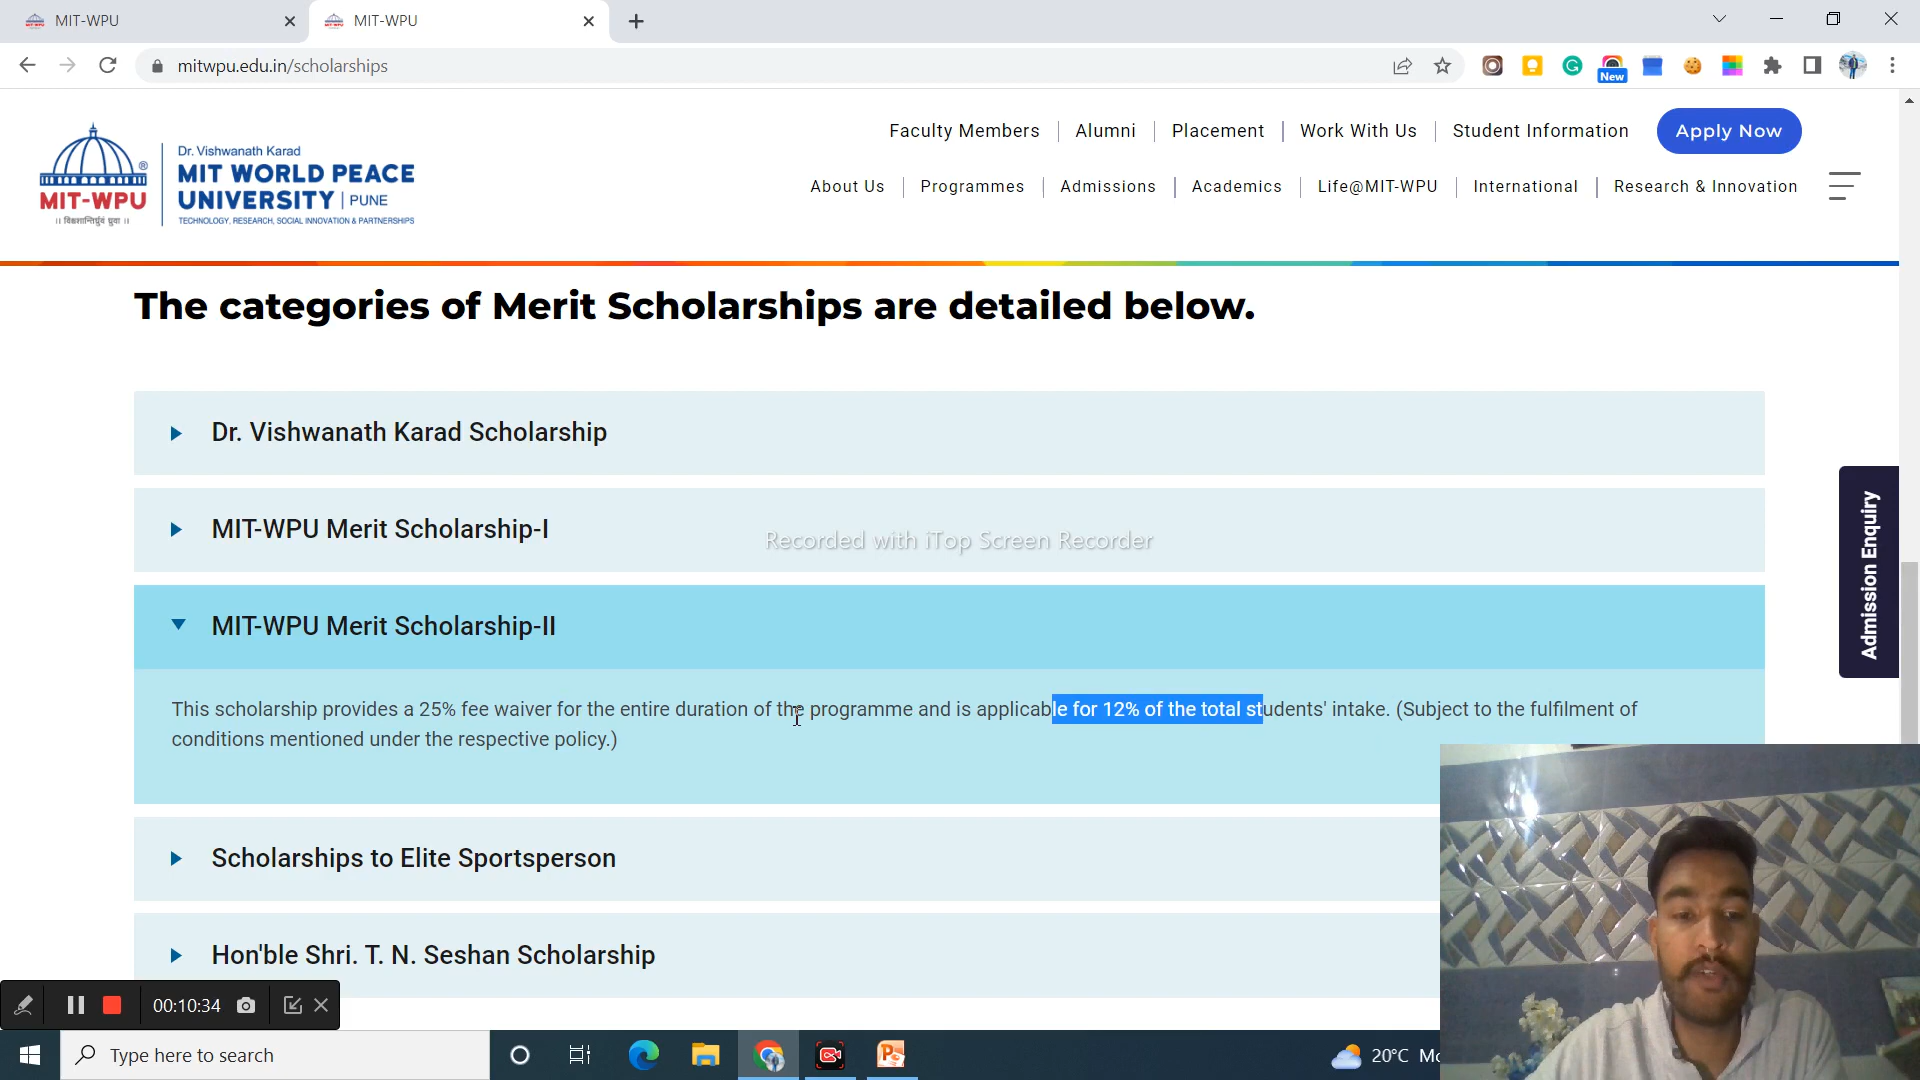 MIT-WPU
MIT-WPU
mitwpu.edu.in/scholarships
New
Faculty Members
Alumni
Placement
Work With Us
Student Information
Apply Now
Dr. Vishwanath Karad
MIT WORLD PEACE
UNIVERSITY | PUNE
TECHNOLOGY, RESEARCH, SOCIAL INNOVATION & PARTNERSHIPS
®
MIT-WPU
About Us
Programmes
Admissions
Academics
Life@MIT-WPU
International
Research & Innovation
The categories of Merit Scholarships are detailed below.
Dr. Vishwanath Karad Scholarship
MIT-WPU Merit Scholarship-I
Recorded with iTop Screen Recorder
Admission Enquiry
MIT-WPU Merit Scholarship-II
This scholarship provides a 25% fee waiver for the entire duration of the programme and is applicable for 12% of the total students' intake. (Subject to the fulfilment of
conditions mentioned under the respective policy.)
Scholarships to Elite Sportsperson
Hon'ble Shri. T. N. Seshan Scholarship
00:10:34
Type here to search
20°C